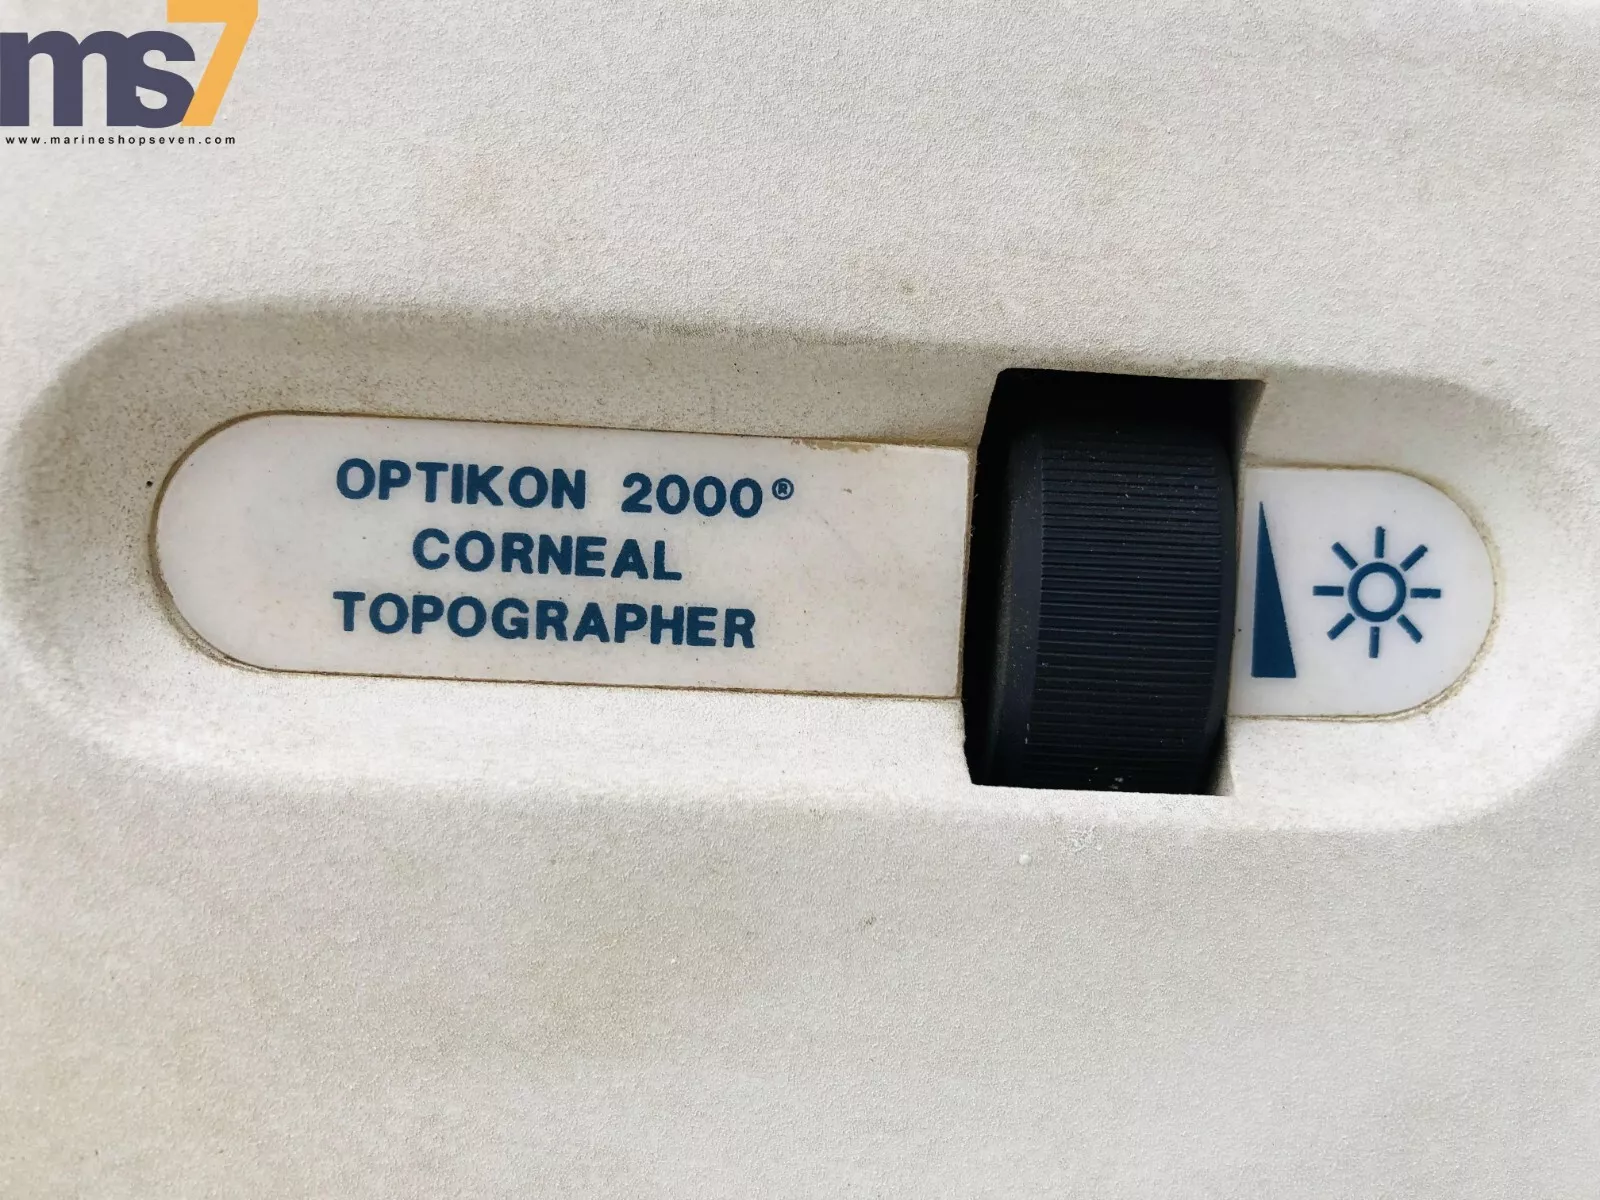 ms7
www.marineshopseven.com
OPTIKON 2000®
CORNEAL
TOPOGRAPHER